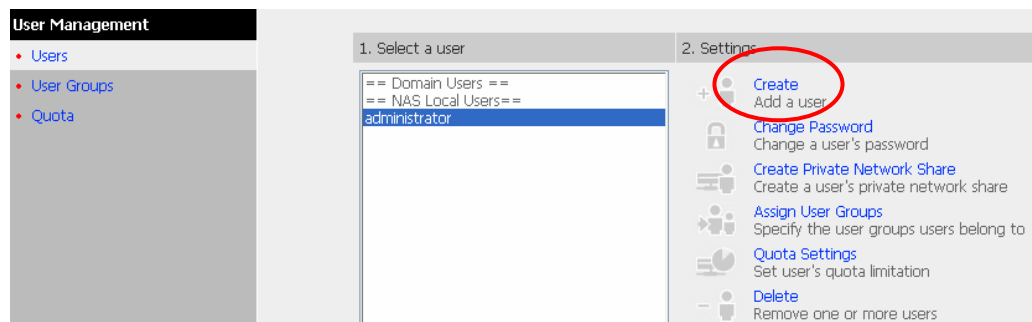 User Management
• Users
• User Groups
• Quota
1. Select a user
== Domain Users ==
== NAS Local Users==
administrator
2. Settings
Create
Add a user
Change Password
Change a user's password
Create Private Network Share
Create a user's private network share
Assign User Groups
Specify the user groups users belong to
Quota Settings
Set user's quota limitation
Delete
Remove one or more users